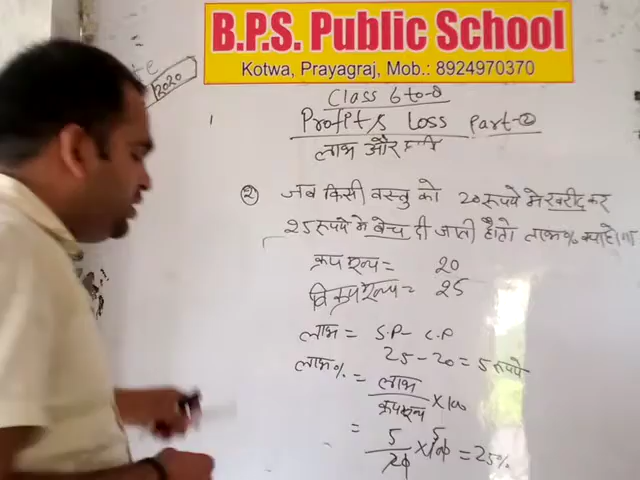 B.P.S. Public School
Kotwa, Prayagraj, Mob.: 8924970370
2020
Class 6 to 8
Profit & Loss Part-②
लाभ और हानि
② जब किसी वस्तु को 20 रुपये मे खरीद कर
25 रुपये मे बेच दी जाती है तो लाभ% क्या होगा
क्रय मूल्य = 20
विक्रय मूल्य = 25
लाभ = S.P - C.P
25 - 20 = 5 रुपये
लाभ% = लाभ/क्रय मूल्य × 100
= 5/20 × 100 5 = 25%